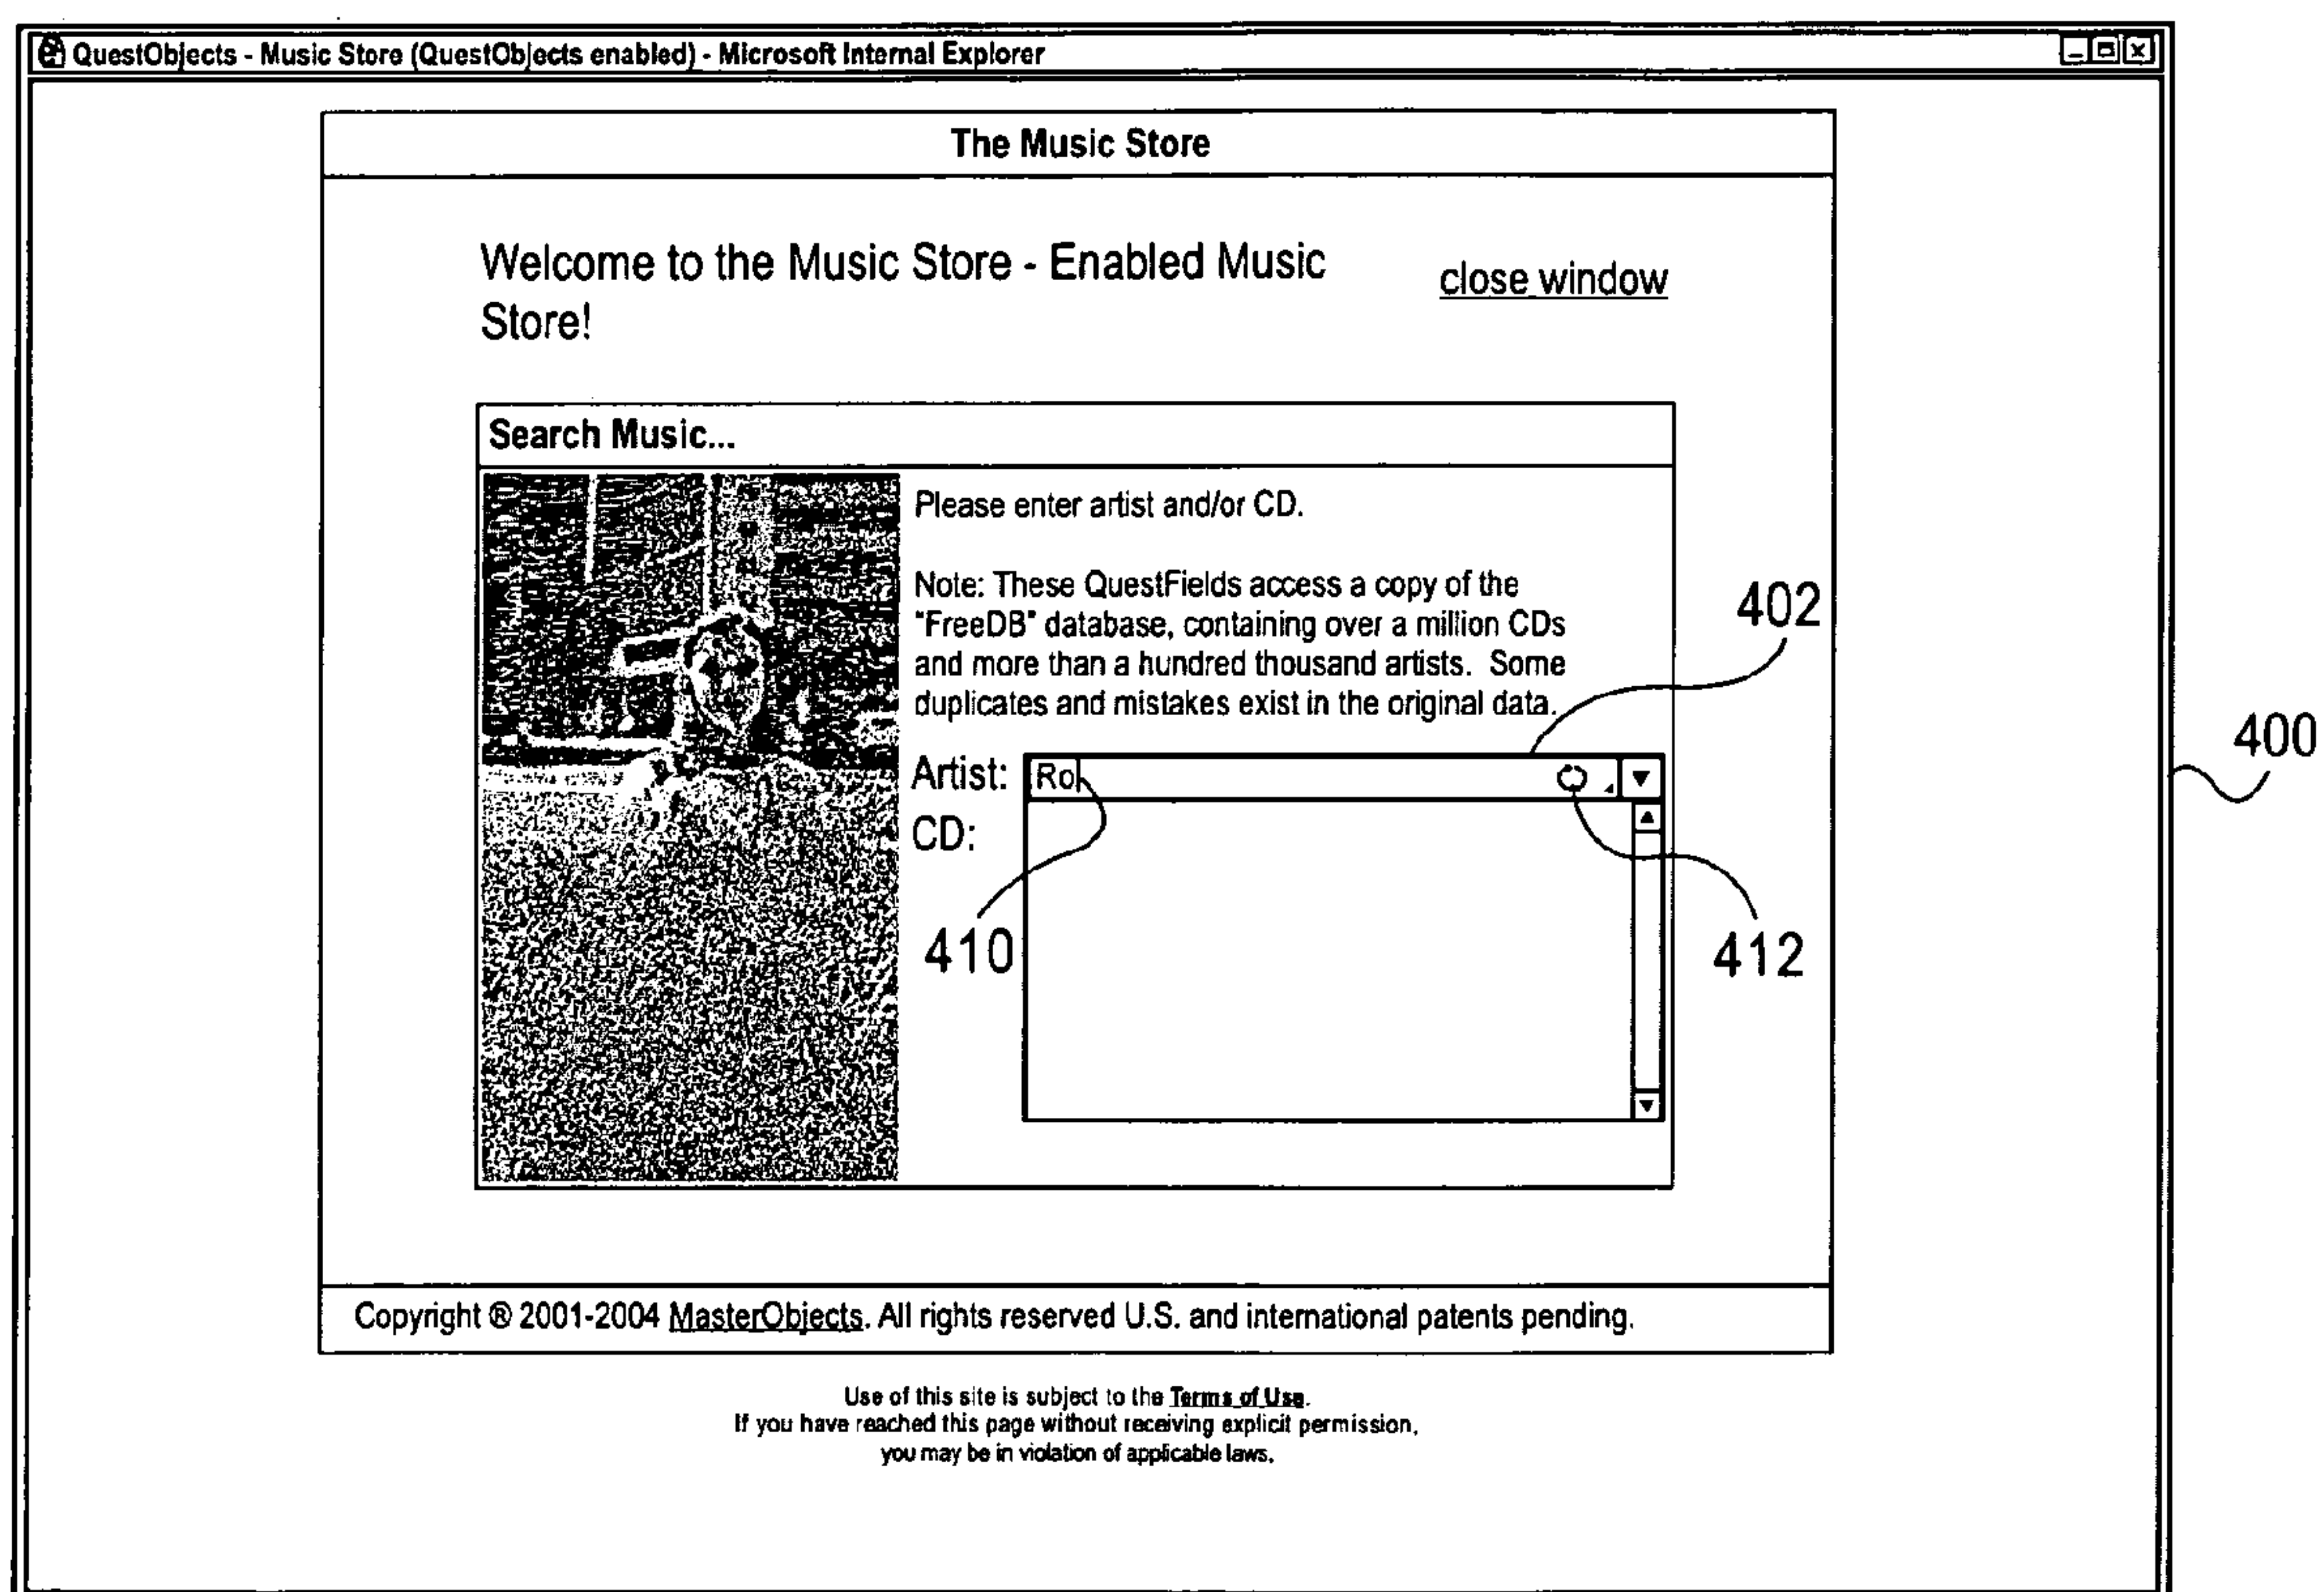 QuestObjects - Music Store (QuestObjects enabled) - Microsoft Internal Explorer
The Music Store
Welcome to the Music Store - Enabled Music
Store!
close window
Search Music...
Please enter artist and/or CD.
Note: These QuestFields access a copy of the
"FreeDB" database, containing over a million CDs
and more than a hundred thousand artists. Some
duplicates and mistakes exist in the original data.
402
400
Artist: Ro
CD:
410
412
Copyright ® 2001-2004 MasterObjects. All rights reserved U.S. and international patents pending.
Use of this site is subject to the Terms of Use.
If you have reached this page without receiving explicit permission,
you may be in violation of applicable laws.